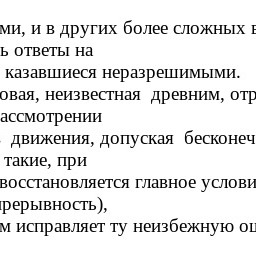 ми, и в других более сложных в
ь ответы на
казавшиеся неразрешимыми.
овая, неизвестная древним, отр
ассмотрении
движения, допуская бесконеч
такие, при
восстановляется главное услови
прерывность),
м исправляет ту неизбежную ош